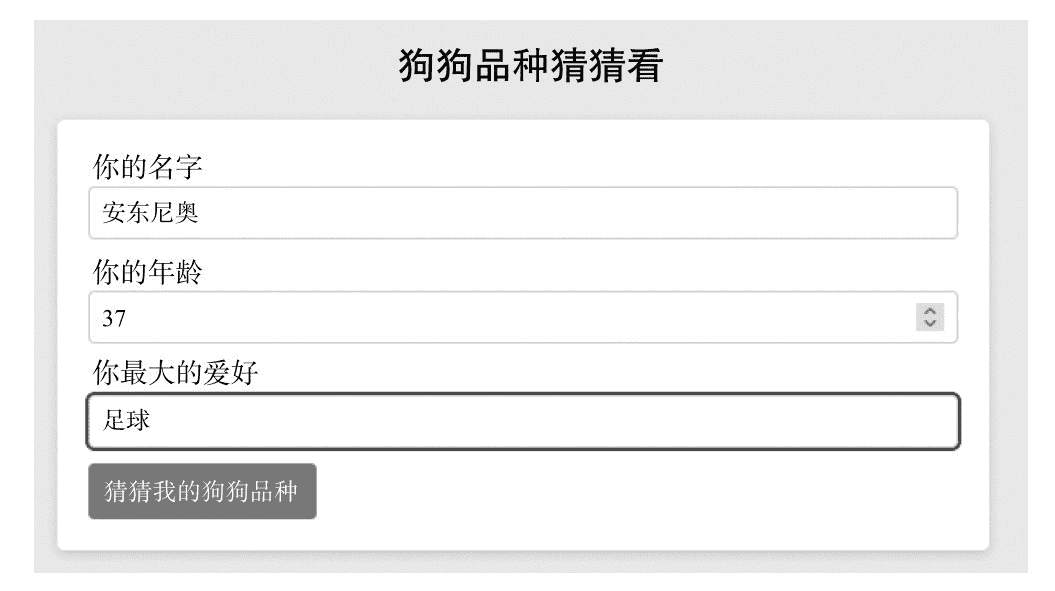 狗狗品种猜猜看
你的名字
安东尼奥
你的年龄
37
你最大的爱好
足球
猜猜我的狗狗品种